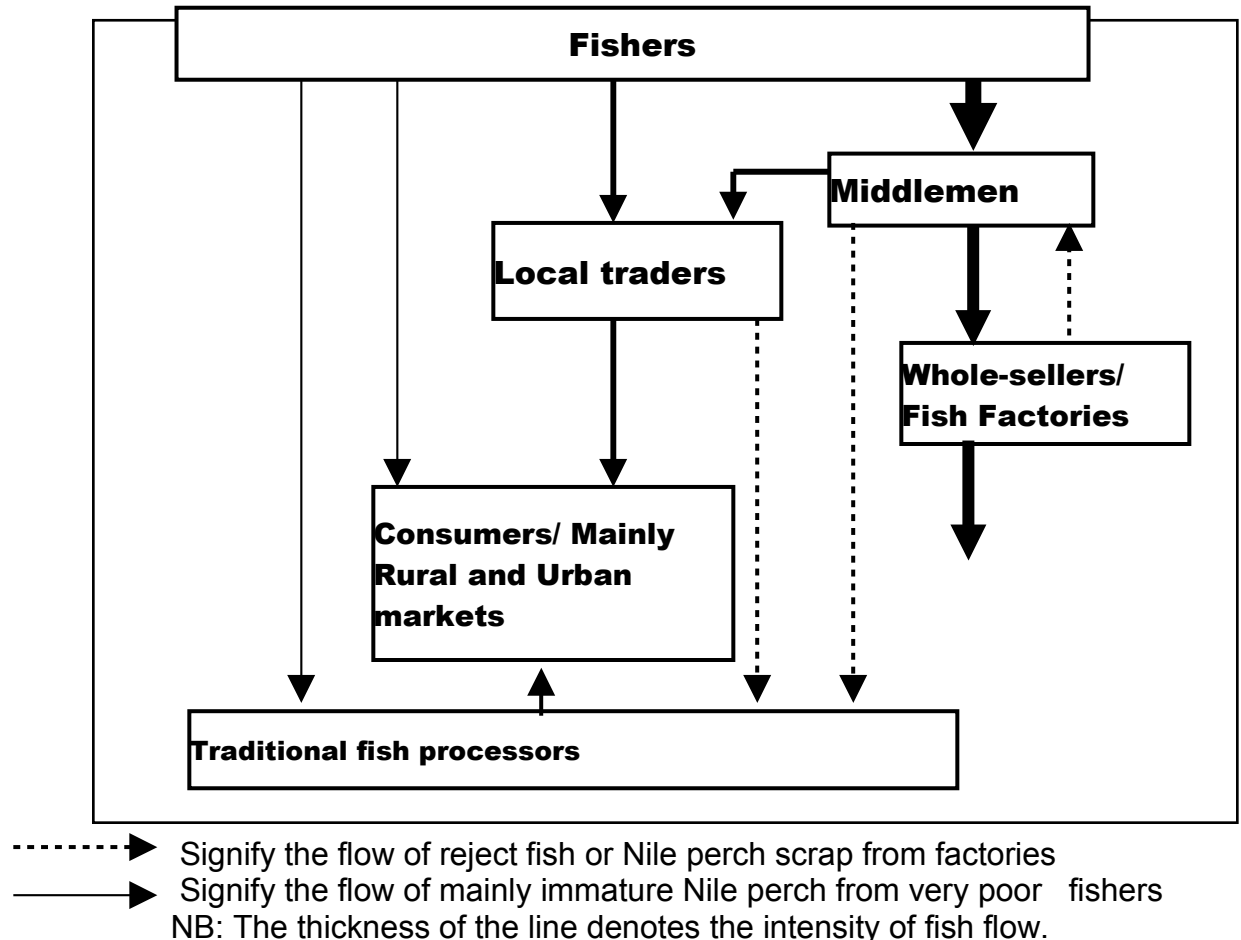 Fishers
Middlemen
Local traders
Whole-sellers/
Fish Factories
Consumers/ Mainly
Rural and Urban
markets
Traditional fish processors
Signify the flow of reject fish or Nile perch scrap from factories
Signify the flow of mainly immature Nile perch from very poor fishers
NB: The thickness of the line denotes the intensity of fish flow.